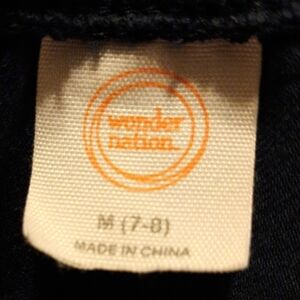 wonder
nation.
M (7-8)
MADE IN CHINA